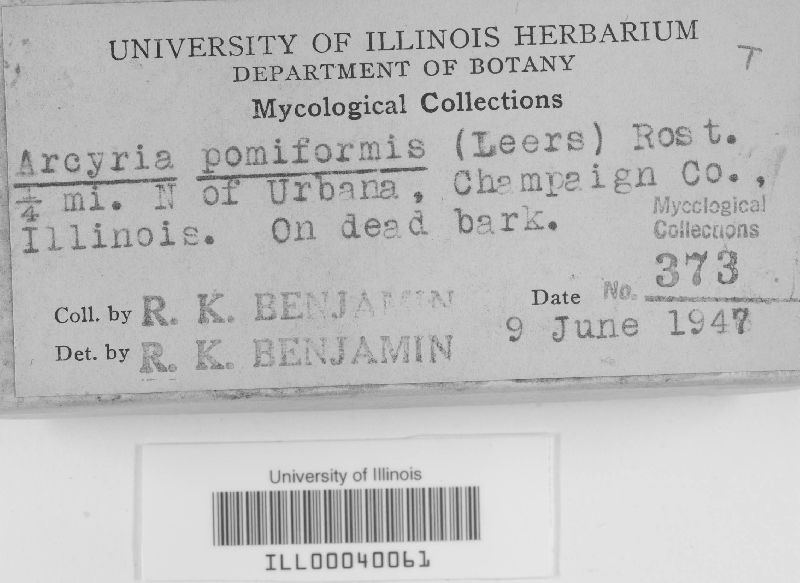 UNIVERSITY OF ILLINOIS HERBARIUM
DEPARTMENT OF BOTANY
T
Mycological Collections
Arcyria pomiformis (Leers) Rost.
¼ mi. N of Urbana, Champaign Co.,
Illinois. On dead bark.
Mycological
Collections
No. 373
Coll. by R. K. BENJAMIN
Date
9 June 1947
Det. by R. K. BENJAMIN
University of Illinois
ILL00040061